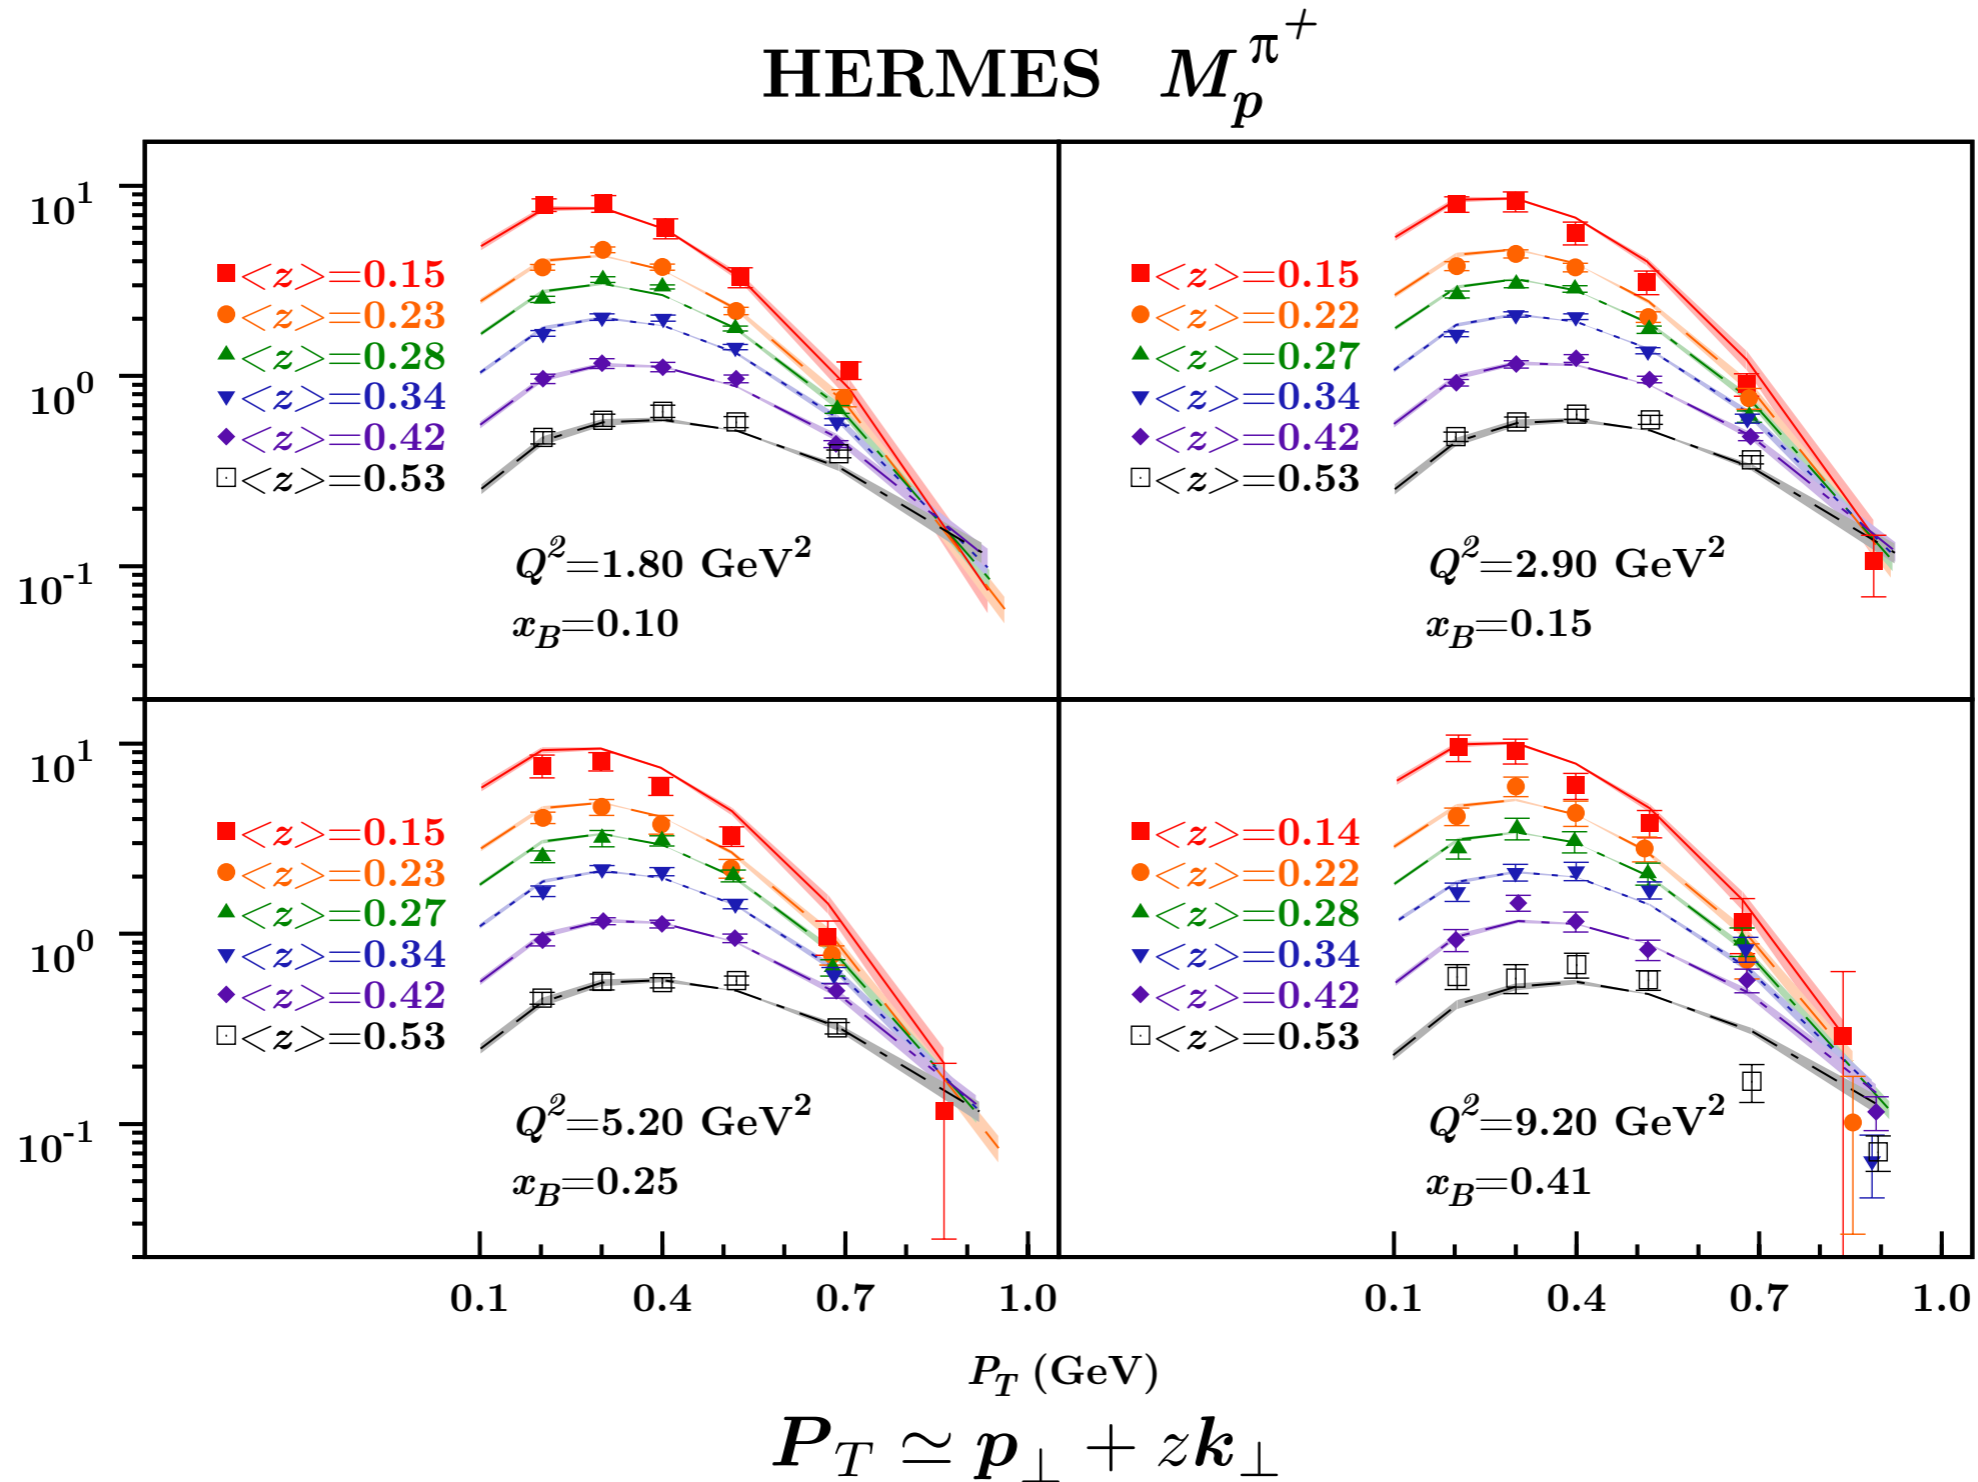 HERMES M_p^{π^+}
10^1
10^0
10^{-1}
<z>=0.15
<z>=0.23
<z>=0.28
<z>=0.34
<z>=0.42
<z>=0.53
Q^2=1.80 GeV^2
x_B=0.10
<z>=0.15
<z>=0.22
<z>=0.27
<z>=0.34
<z>=0.42
<z>=0.53
Q^2=2.90 GeV^2
x_B=0.15
10^1
10^0
10^{-1}
<z>=0.15
<z>=0.23
<z>=0.27
<z>=0.34
<z>=0.42
<z>=0.53
Q^2=5.20 GeV^2
x_B=0.25
<z>=0.14
<z>=0.22
<z>=0.28
<z>=0.34
<z>=0.42
<z>=0.53
Q^2=9.20 GeV^2
x_B=0.41
0.1 0.4 0.7 1.0 0.1 0.4 0.7 1.0
P_T (GeV)
P_T ≃ p_⊥ + zk_⊥